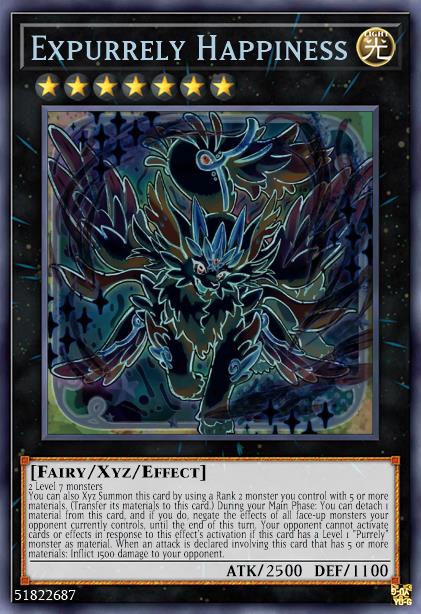 Expurrely Happiness
LIGHT
光
[Fairy/Xyz/Effect]
2 Level 7 monsters
You can also Xyz Summon this card by using a Rank 2 monster you control with 5 or more
materials. (Transfer its materials to this card.) During your Main Phase: You can detach 1
material from this card, and if you do, negate the effects of all face-up monsters your
opponent currently controls, until the end of this turn. Your opponent cannot activate
cards or effects in response to this effect's activation if this card has a Level 1 "Purrely"
monster as material. When an attack is declared involving this card that has 5 or more
materials: Inflict 1500 damage to your opponent.
ATK/2500 DEF/1100
51822687